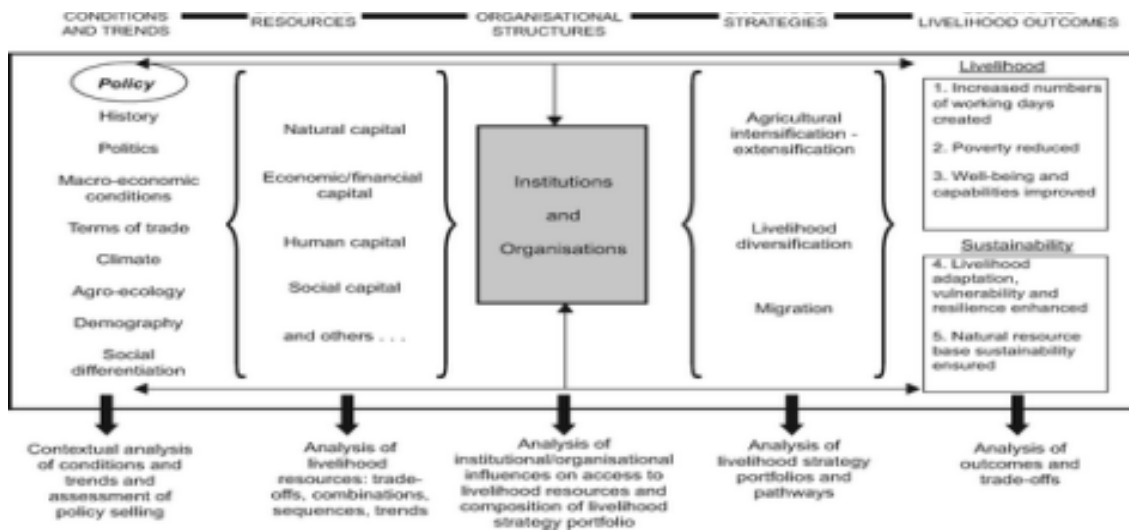 CONDITIONS
AND TRENDS
RESOURCES
ORGANISATIONAL
STRUCTURES
STRATEGIES
LIVELIHOOD OUTCOMES
Policy
History
Politics
Macro-economic
conditions
Terms of trade
Climate
Agro-ecology
Demography
Social
differentiation
Natural capital
Economic/financial
capital
Human capital
Social capital
and others . . .
Institutions
and
Organisations
Agricultural
intensification -
extensification
Livelihood
diversification
Migration
Livelihood
1. Increased numbers
of working days
created
2. Poverty reduced
3. Well-being and
capabilities improved
Sustainability
4. Livelihood
adaptation,
vulnerability and
resilience enhanced
5. Natural resource
base sustainability
ensured
Contextual analysis
of conditions and
trends and
assessment of
policy selling
Analysis of
livelihood
resources: trade-
offs, combinations,
sequences, trends
Analysis of
institutional/organisational
influences on access to
livelihood resources and
composition of livelihood
strategy portfolio
Analysis of
livelihood strategy
portfolios and
pathways
Analysis of
outcomes and
trade-offs